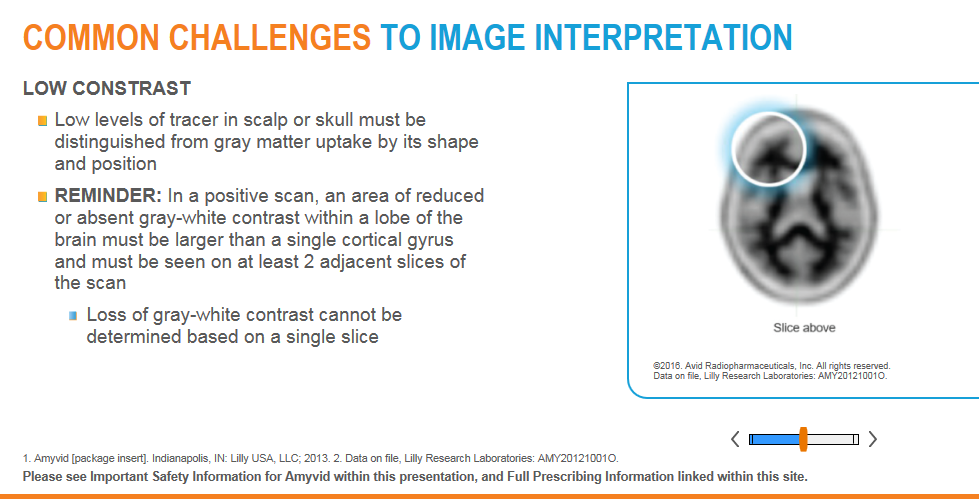 COMMON CHALLENGES TO IMAGE INTERPRETATION
LOW CONSTRAST
Low levels of tracer in scalp or skull must be
distinguished from gray matter uptake by its shape
and position
REMINDER: In a positive scan, an area of reduced
or absent gray-white contrast within a lobe of the
brain must be larger than a single cortical gyrus
and must be seen on at least 2 adjacent slices of
the scan
Loss of gray-white contrast cannot be
determined based on a single slice
Slice above
©2016. Avid Radiopharmaceuticals, Inc. All rights reserved.
Data on file, Lilly Research Laboratories: AMY20121001O.
1. Amyvid [package insert]. Indianapolis, IN: Lilly USA, LLC; 2013. 2. Data on file, Lilly Research Laboratories: AMY20121001O.
Please see Important Safety Information for Amyvid within this presentation, and Full Prescribing Information linked within this site.